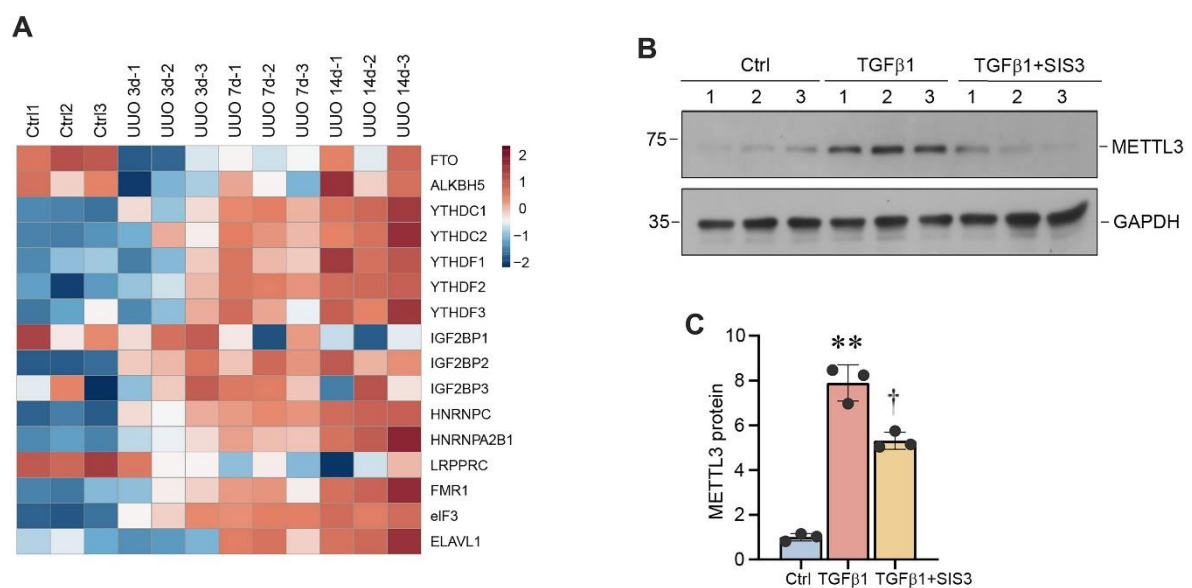 A
Ctrl1
Ctrl2
Ctrl3
UUO 3d-1
UUO 3d-2
UUO 3d-3
UUO 7d-1
UUO 7d-2
UUO 7d-3
UUO 14d-1
UUO 14d-2
UUO 14d-3
FTO
ALKBH5
YTHDC1
YTHDC2
YTHDF1
YTHDF2
YTHDF3
IGF2BP1
IGF2BP2
IGF2BP3
HNRNPC
HNRNPA2B1
LRPPRC
FMR1
eIF3
ELAVL1
2
1
0
−1
−2
B
Ctrl TGFβ1 TGFβ1+SIS3
1 2 3 1 2 3 1 2 3
75 METTL3
35 GAPDH
C
METTL3 protein
10
8
6
4
2
0
**
†
Ctrl TGFβ1 TGFβ1+SIS3